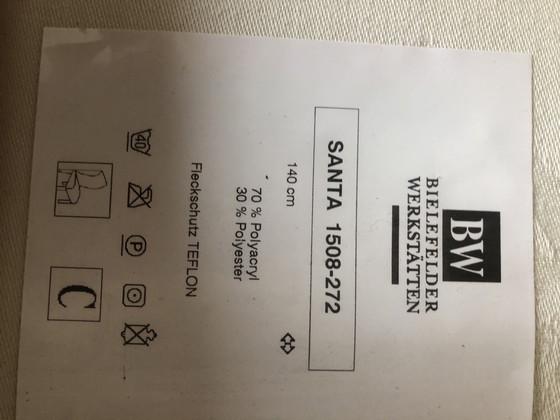 BW
BIELEFELDER
WERKSTÄTTEN
SANTA 1508-272
140 cm
70 % Polyacryl
30 % Polyester
Fleckschutz TEFLON
40 P
C